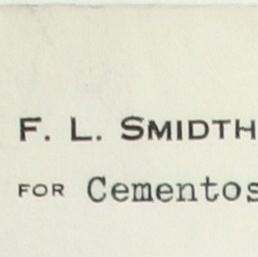 F. L. SMIDTH
FOR Cementos